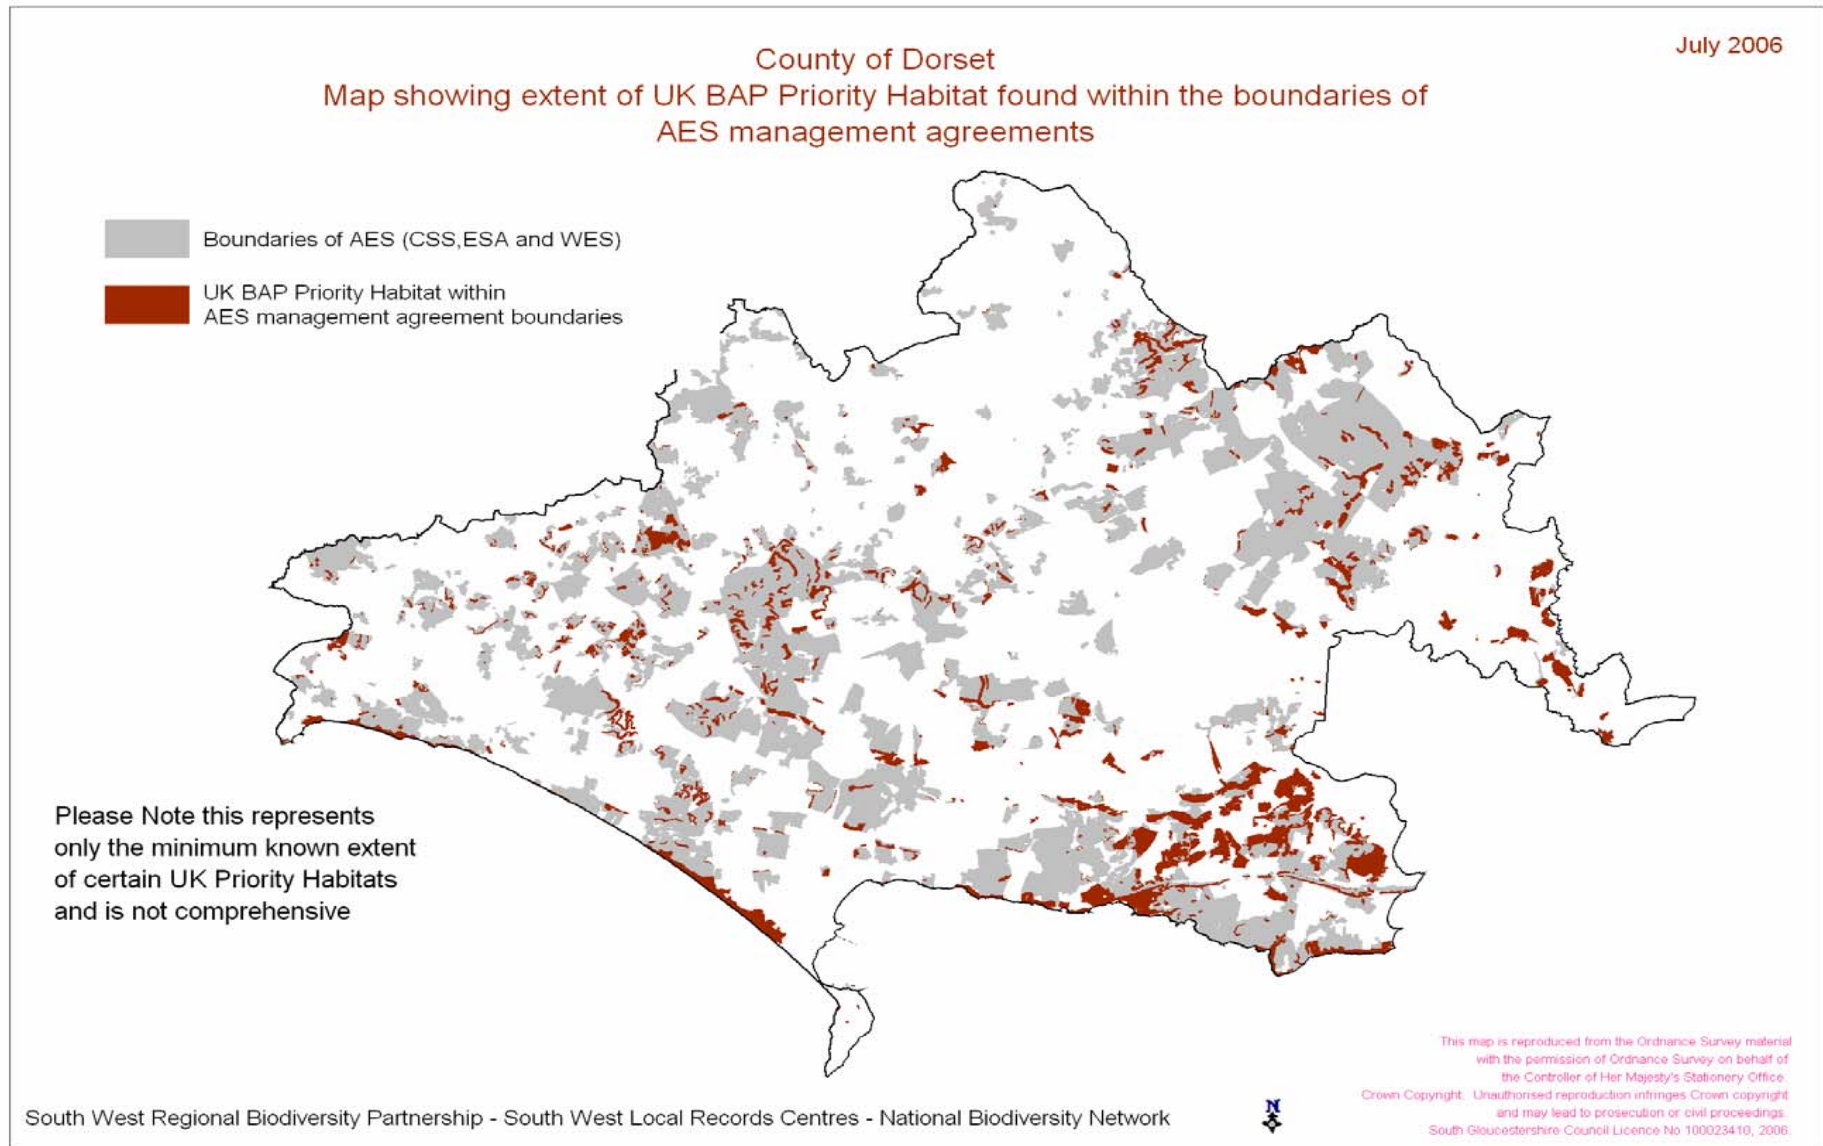 July 2006
County of Dorset
Map showing extent of UK BAP Priority Habitat found within the boundaries of
AES management agreements
Boundaries of AES (CSS,ESA and WES)
UK BAP Priority Habitat within
AES management agreement boundaries
Please Note this represents
only the minimum known extent
of certain UK Priority Habitats
and is not comprehensive
This map is reproduced from the Ordnance Survey material
with the permission of Ordnance Survey on behalf of
the Controller of Her Majesty's Stationery Office.
Crown Copyright. Unauthorised reproduction infringes Crown copyright
and may lead to prosecution or civil proceedings.
South Gloucestershire Council Licence No 100023410, 2006.
South West Regional Biodiversity Partnership - South West Local Records Centres - National Biodiversity Network
N